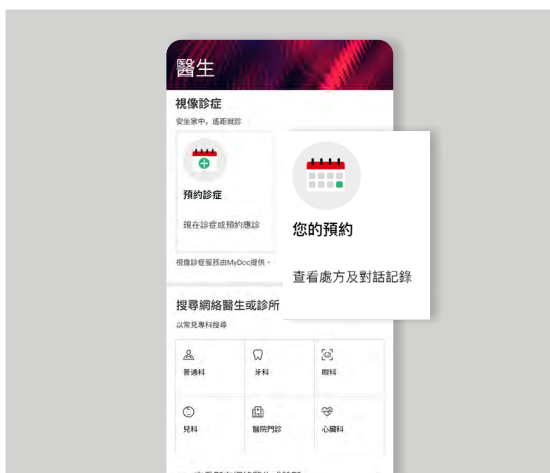 醫生
視像診症
安坐家中，遙距就診
預約診症
現在診症或預約應診
您的預約
查看處方及對話記錄
視像診症服務由MyDoc提供。
搜尋網絡醫生或診所
以常見專科搜尋
普通科
牙科
眼科
兒科
醫院門診
心臟科